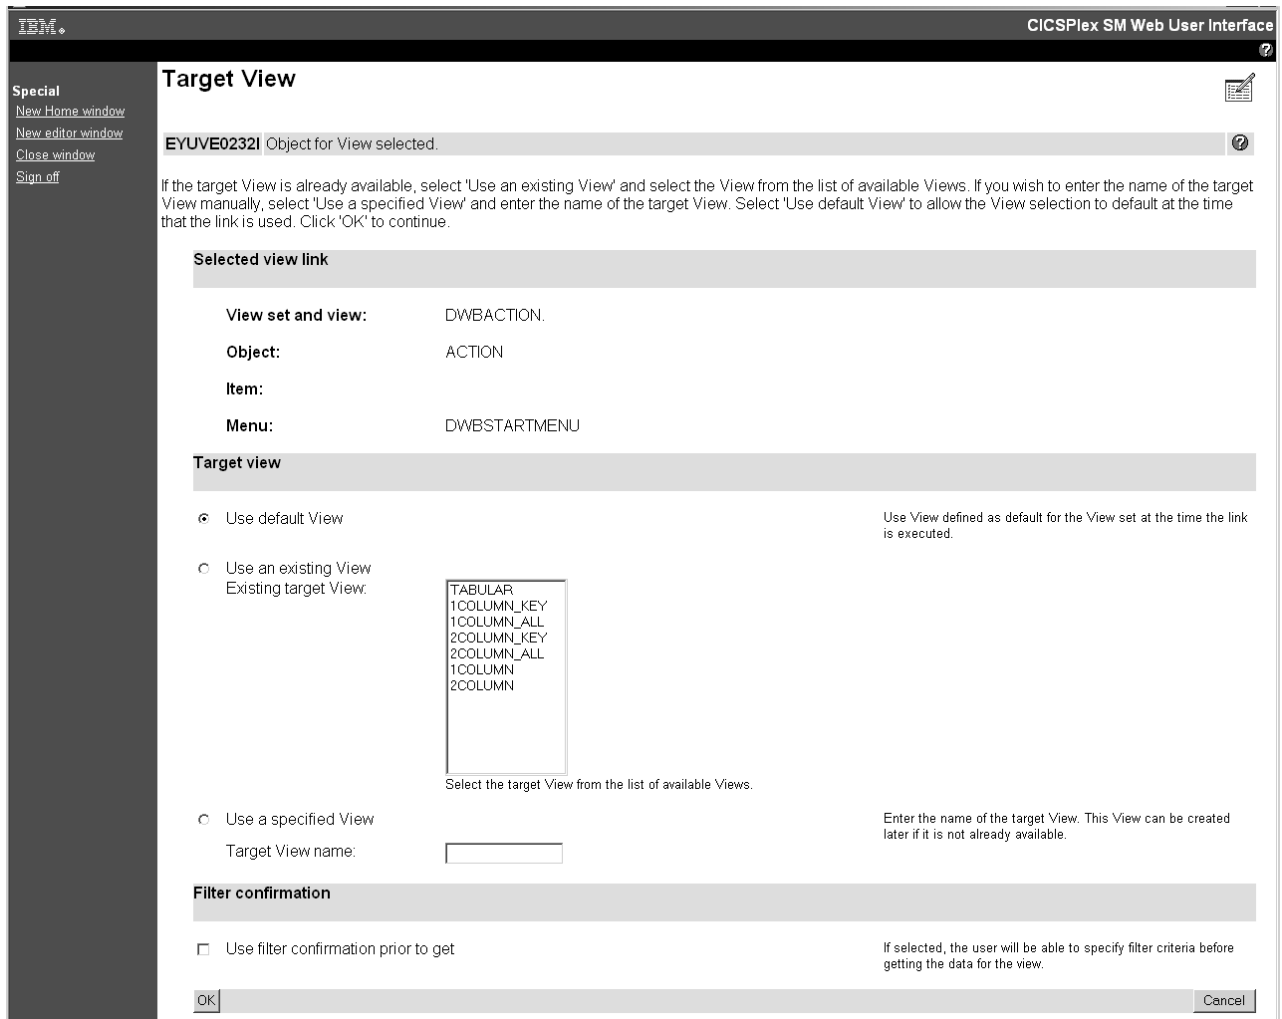 IBM.
CICSPlex SM Web User Interface
?
Special
New Home window
New editor window
Close window
Sign off
Target View
EYUVE0232I Object for View selected. ?
If the target View is already available, select 'Use an existing View' and select the View from the list of available Views. If you wish to enter the name of the target
View manually, select 'Use a specified View' and enter the name of the target View. Select 'Use default View' to allow the View selection to default at the time
that the link is used. Click 'OK' to continue.
Selected view link
View set and view: DWBACTION.
Object: ACTION
Item:
Menu: DWBSTARTMENU
Target view
Use default View
Use View defined as default for the View set at the time the link
is executed.
Use an existing View
Existing target View:
TABULAR
1COLUMN_KEY
1COLUMN_ALL
2COLUMN_KEY
2COLUMN_ALL
1COLUMN
2COLUMN
Select the target View from the list of available Views.
Use a specified View
Enter the name of the target View. This View can be created
later if it is not already available.
Target View name:
Filter confirmation
Use filter confirmation prior to get
If selected, the user will be able to specify filter criteria before
getting the data for the view.
OK
Cancel